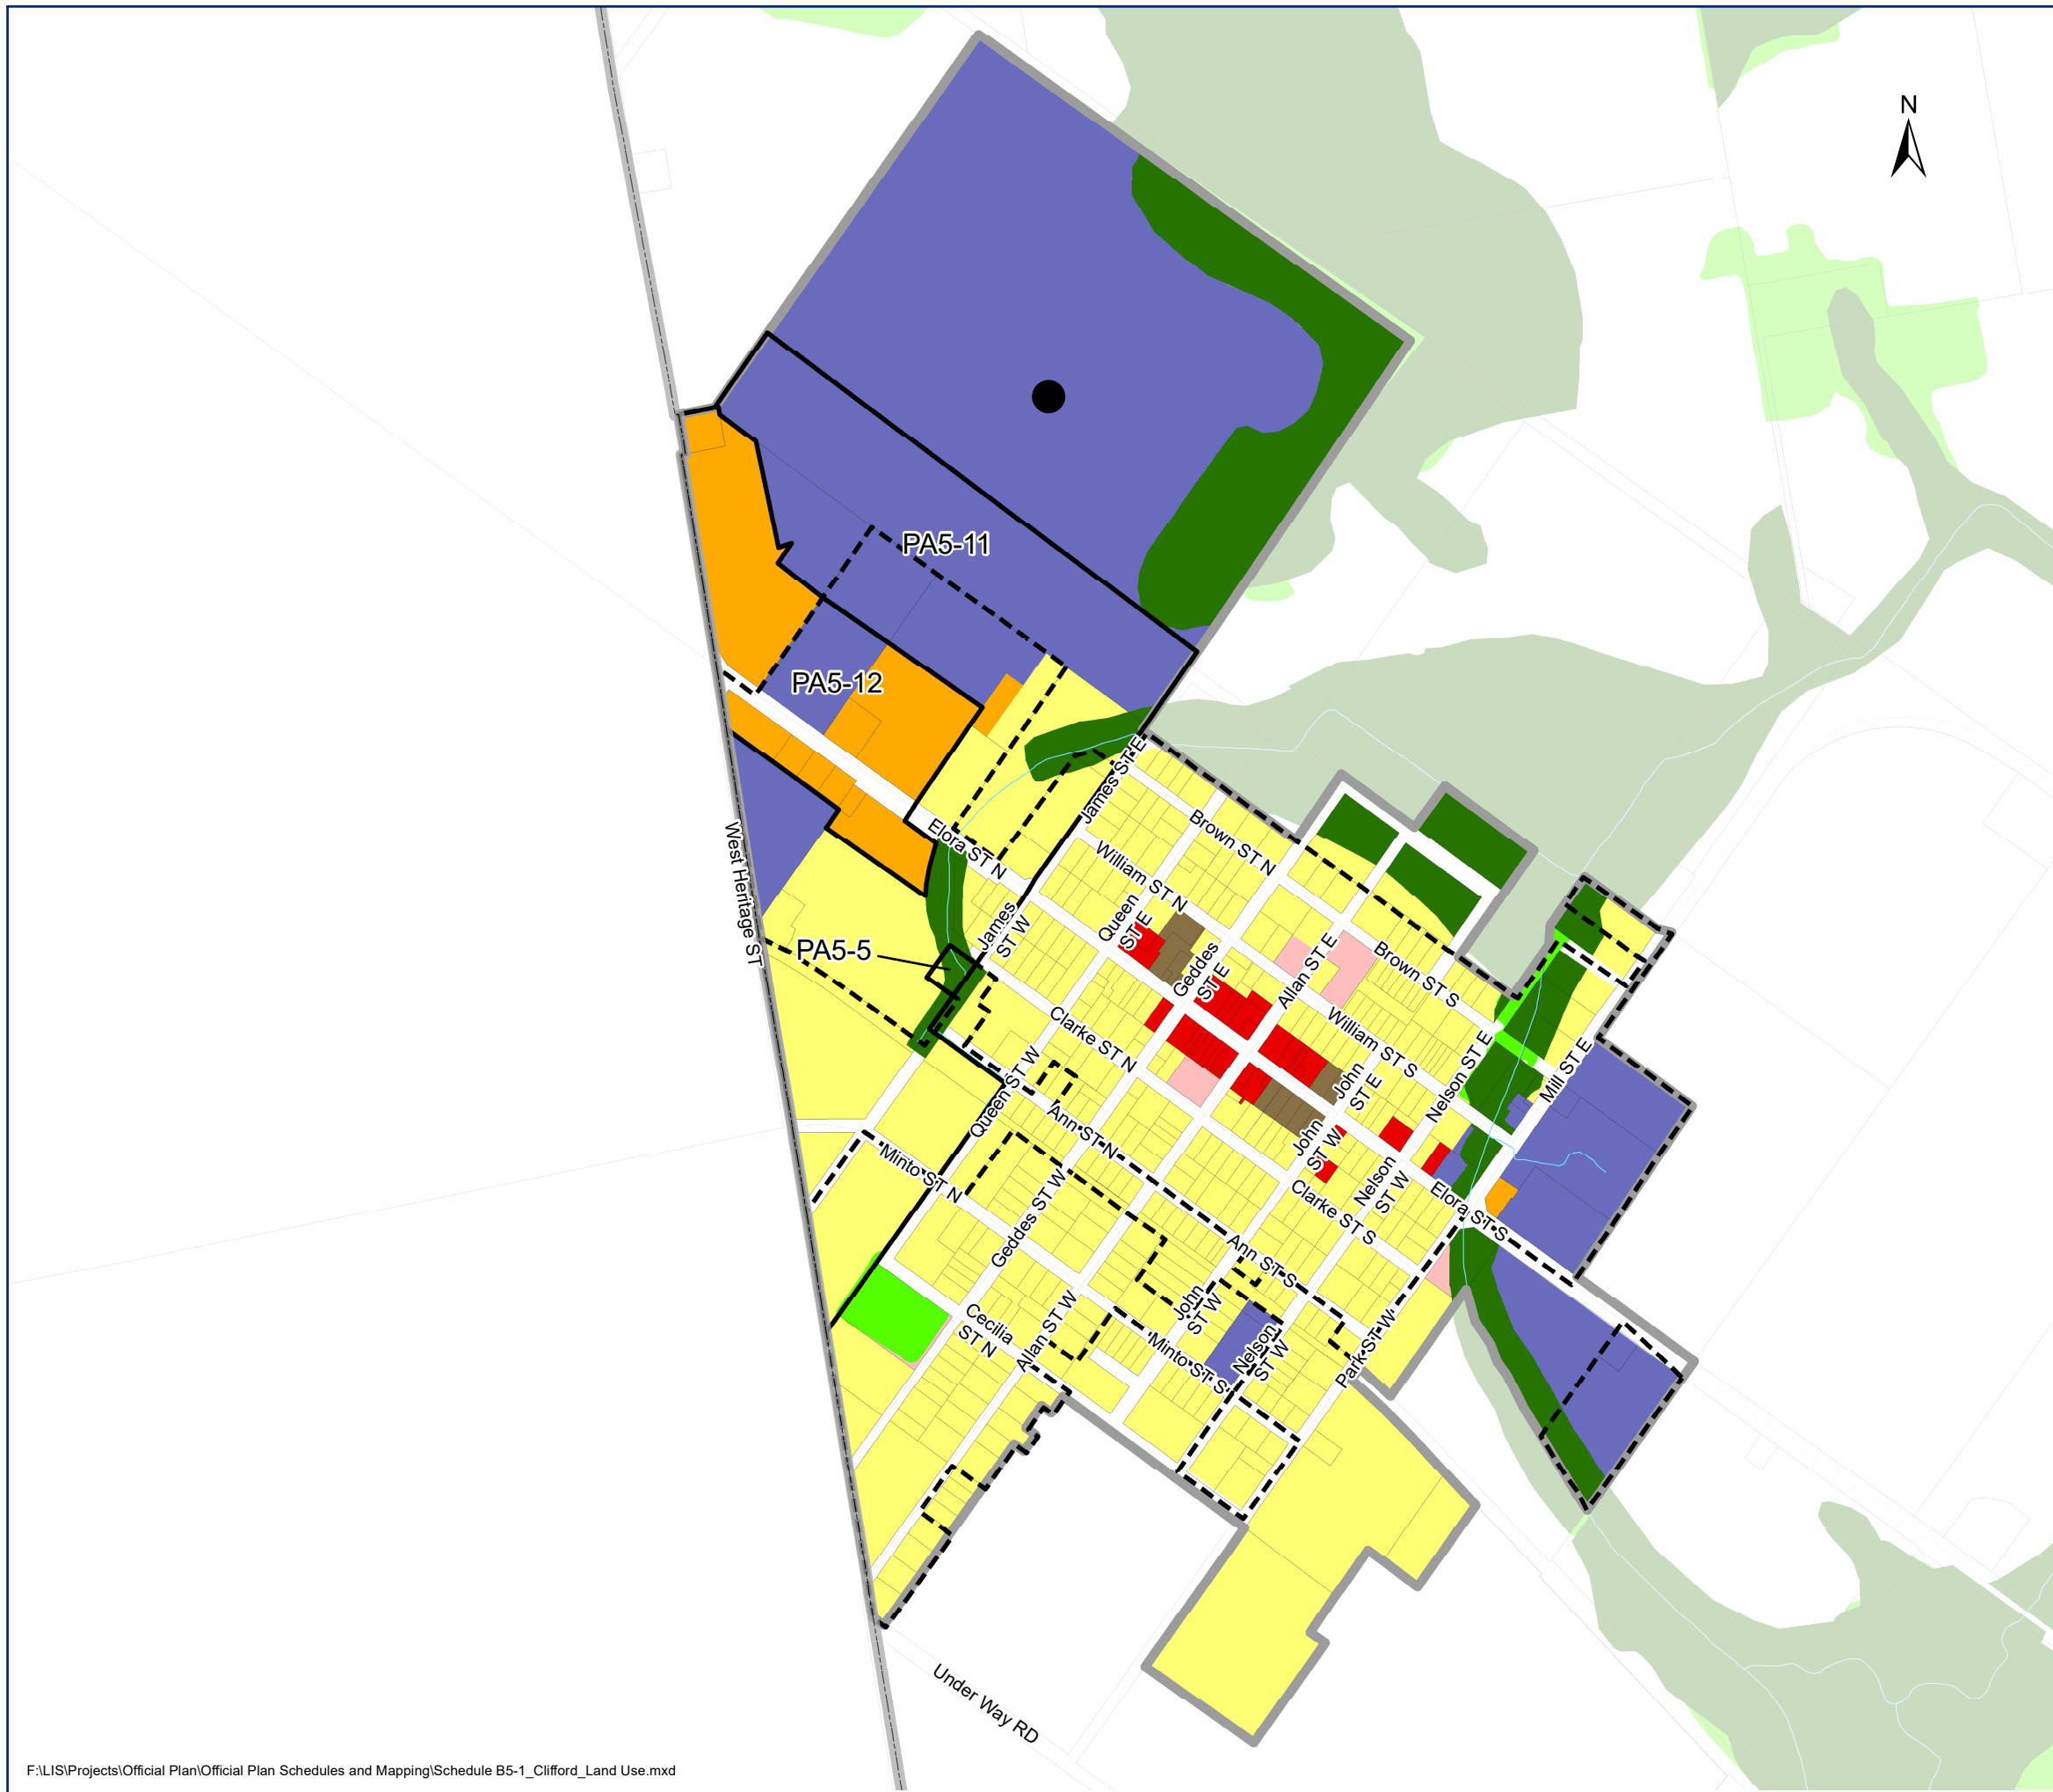 N
PA5-11
PA5-12
PA5-5
West Heritage ST
Elora ST N
James ST E
Brown ST N
William ST N
Queen
ST E
James
ST W
Geddes
ST E
Allan ST E
Brown ST S
Clarke ST N
William ST S
Nelson ST E
Mill ST E
John
ST E
Queen ST W
Ann ST N
John
ST W
Minto ST N
Nelson
ST W
Elora ST S
Clarke ST S
Geddes ST W
Ann ST S
John
ST W
Nelson
ST W
Park ST W
Cecilia
ST N
Allan ST W
Minto ST S
Under Way RD
F:\LIS\Projects\Official Plan\Official Plan Schedules and Mapping\Schedule B5-1_Clifford_Land Use.mxd